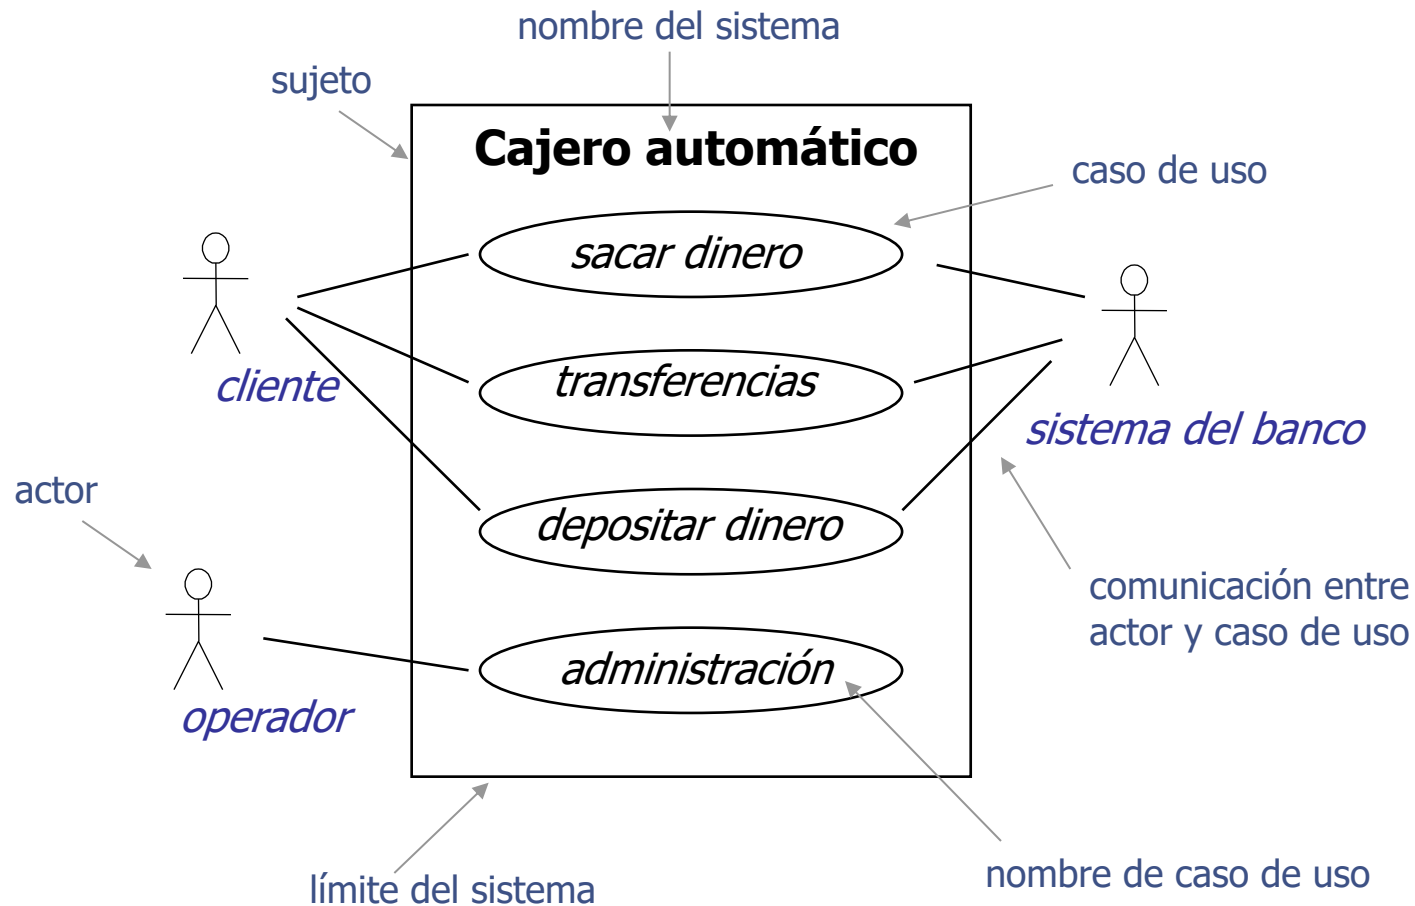 nombre del sistema
sujeto
Cajero automático
caso de uso
sacar dinero
transferencias
cliente
sistema del banco
actor
depositar dinero
comunicación entre
actor y caso de uso
administración
operador
nombre de caso de uso
límite del sistema